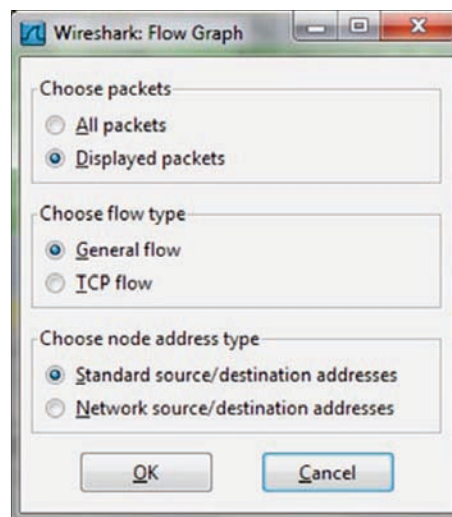 Wireshark: Flow Graph
Choose packets
All packets
Displayed packets
Choose flow type
General flow
TCP flow
Choose node address type
Standard source/destination addresses
Network source/destination addresses
OK
Cancel